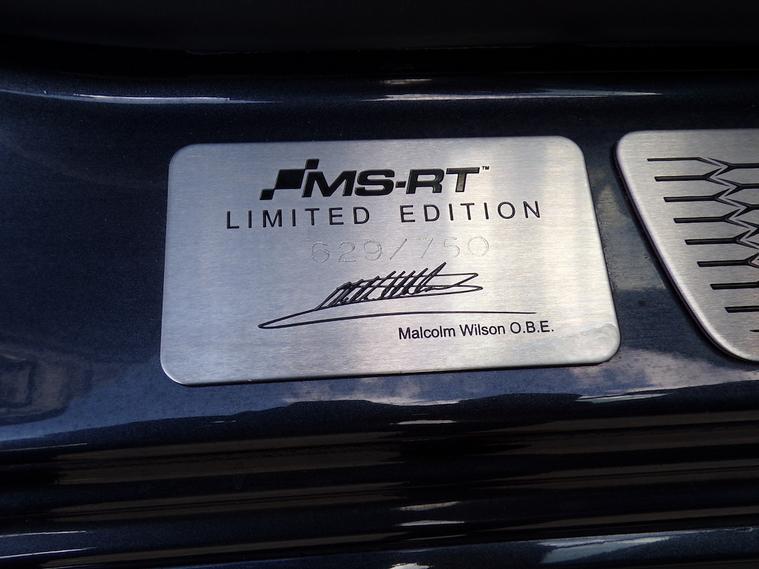 MS-RT™
LIMITED EDITION
629/750
Malcolm Wilson O.B.E.